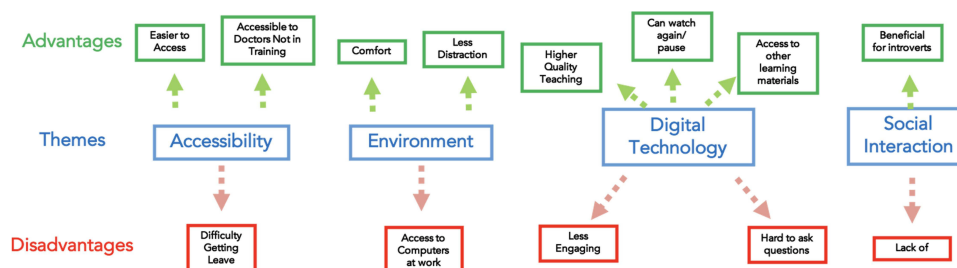 Advantages
Easier to
Access
Accessible to
Doctors Not in
Training
Comfort
Less
Distraction
Higher
Quality
Teaching
Can watch
again/
pause
Access to
other
learning
materials
Beneficial
for introverts
Themes
Accessibility
Environment
Digital
Technology
Social
Interaction
Disadvantages
Difficulty
Getting
Leave
Access to
Computers
at work
Less
Engaging
Hard to ask
questions
Lack of